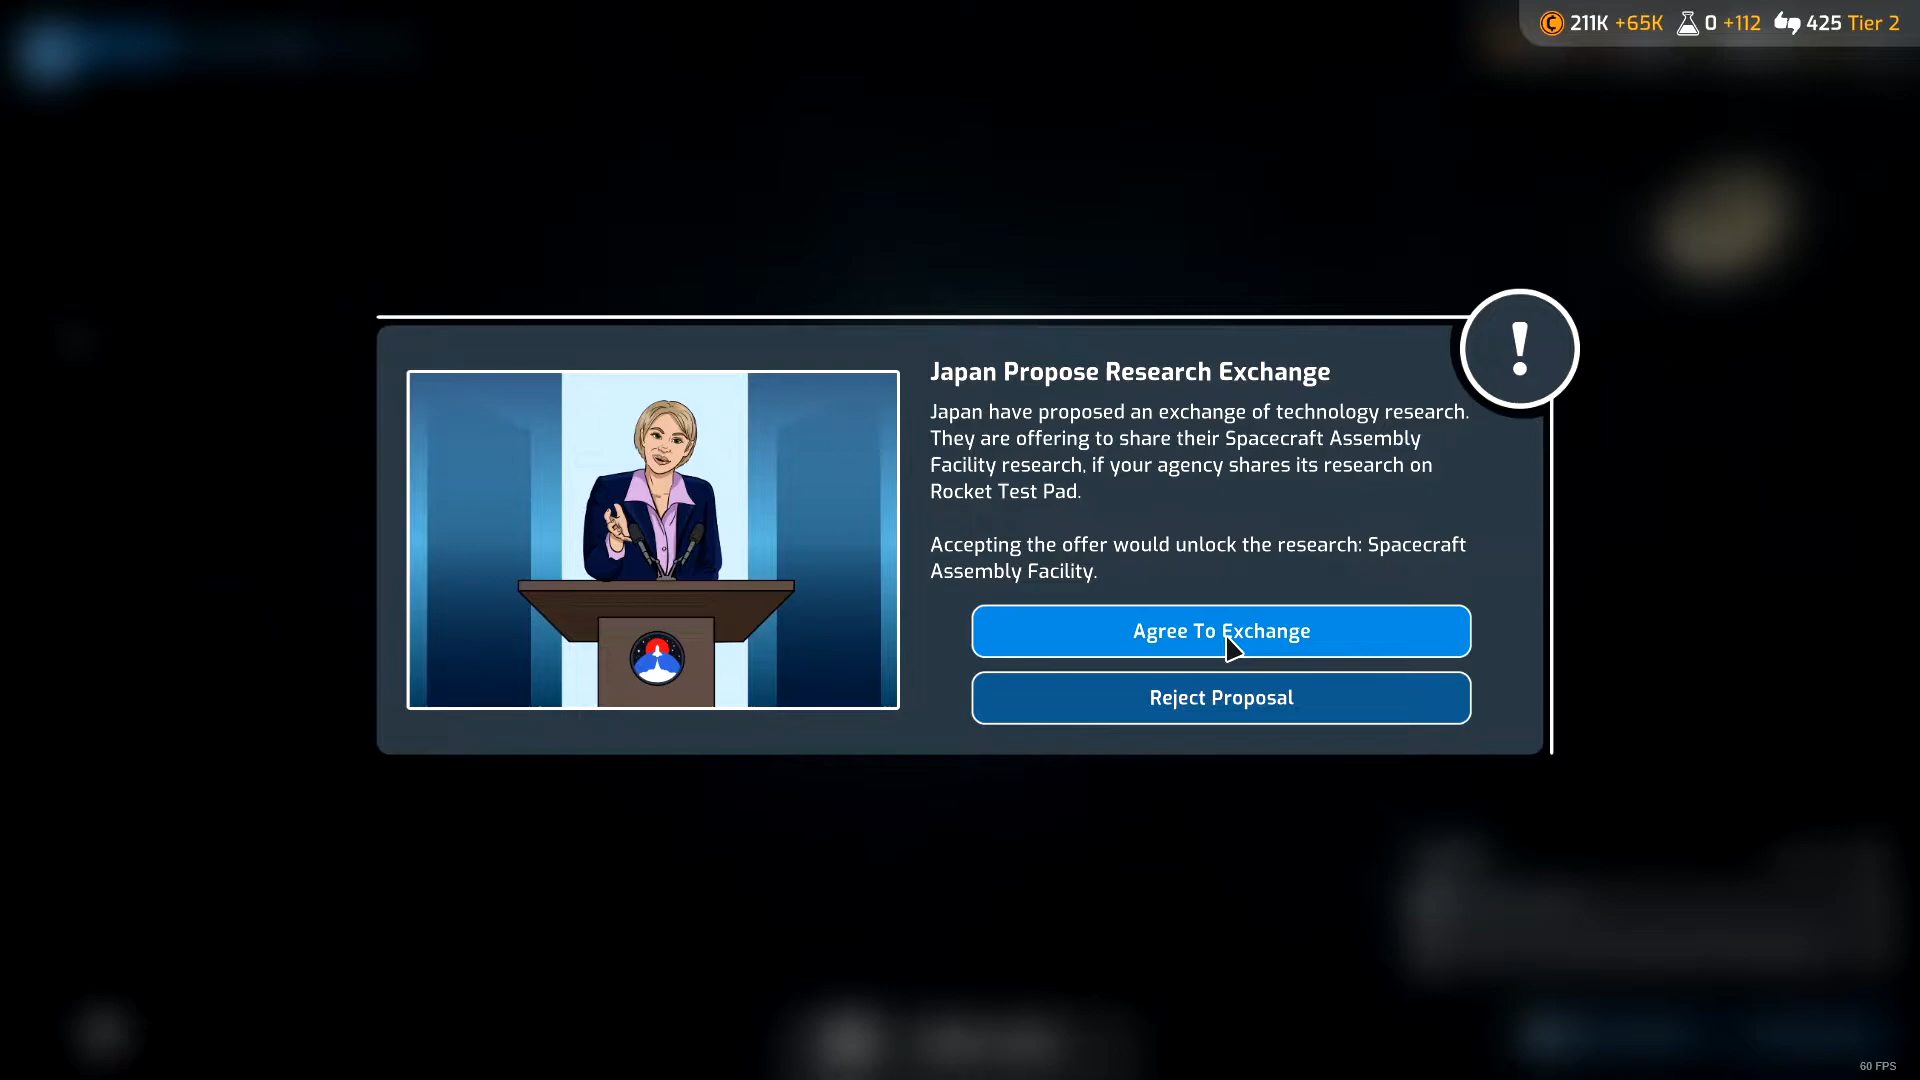 211K +65K 0 +112 425 Tier 2
Japan Propose Research Exchange
Japan have proposed an exchange of technology research.
They are offering to share their Spacecraft Assembly
Facility research, if your agency shares its research on
Rocket Test Pad.
Accepting the offer would unlock the research: Spacecraft
Assembly Facility.
Agree To Exchange
Reject Proposal
60 FPS